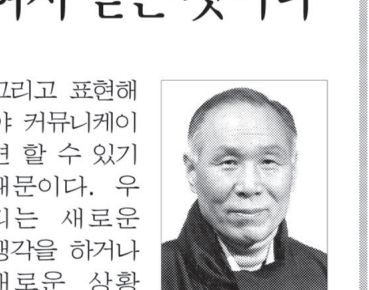 그리고 표현해
야 커뮤니케이
션 할 수 있기
때문이다. 우
리는 새로운
생각을 하거나
새로운 상황